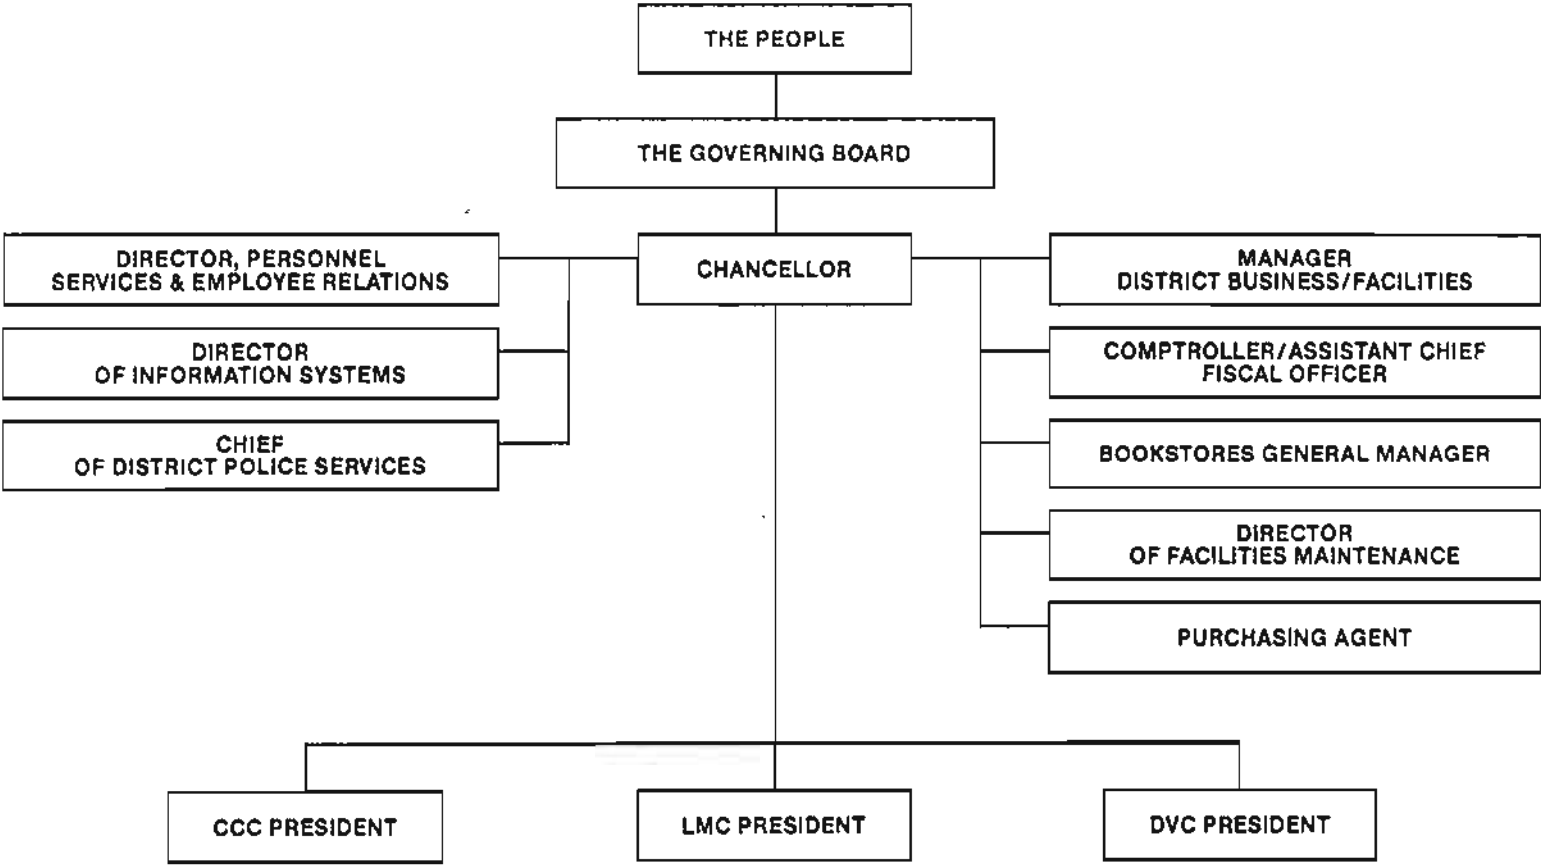 THE PEOPLE
THE GOVERNING BOARD
DIRECTOR, PERSONNEL
SERVICES & EMPLOYEE RELATIONS
CHANCELLOR
MANAGER
DISTRICT BUSINESS/FACILITIES
DIRECTOR
OF INFORMATION SYSTEMS
COMPTROLLER/ASSISTANT CHIEF
FISCAL OFFICER
CHIEF
OF DISTRICT POLICE SERVICES
BOOKSTORES GENERAL MANAGER
DIRECTOR
OF FACILITIES MAINTENANCE
PURCHASING AGENT
CCC PRESIDENT
LMC PRESIDENT
DVC PRESIDENT